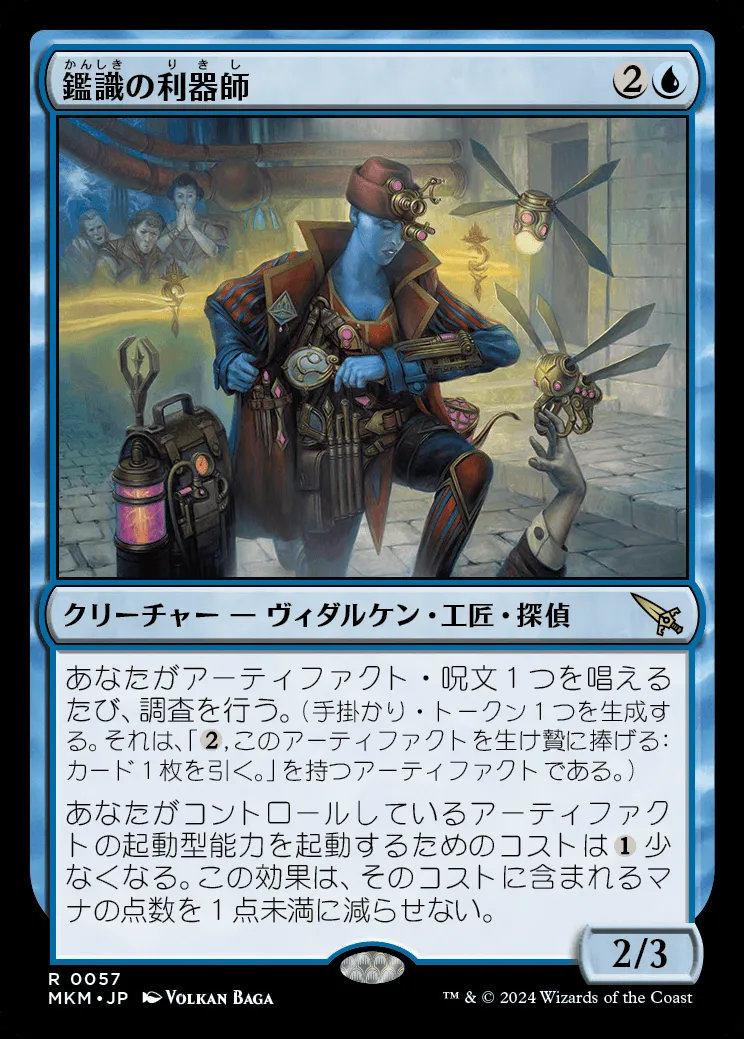 かんしき りきし
鑑識の利器師
2
クリーチャー — ヴィダルケン・工匠・探偵
あなたがアーティファクト・呪文１つを唱える
たび、調査を行う。（手掛かり・トークン１つを生成す
る。それは、「2,このアーティファクトを生け贄に捧げる：
カード１枚を引く。」を持つアーティファクトである。）
あなたがコントロールしているアーティファク
トの起動型能力を起動するためのコストは1少
なくなる。この効果は、そのコストに含まれるマ
ナの点数を１点未満に減らせない。
2/3
R 0057
MKM・JP Volkan Baga
™ & © 2024 Wizards of the Coast